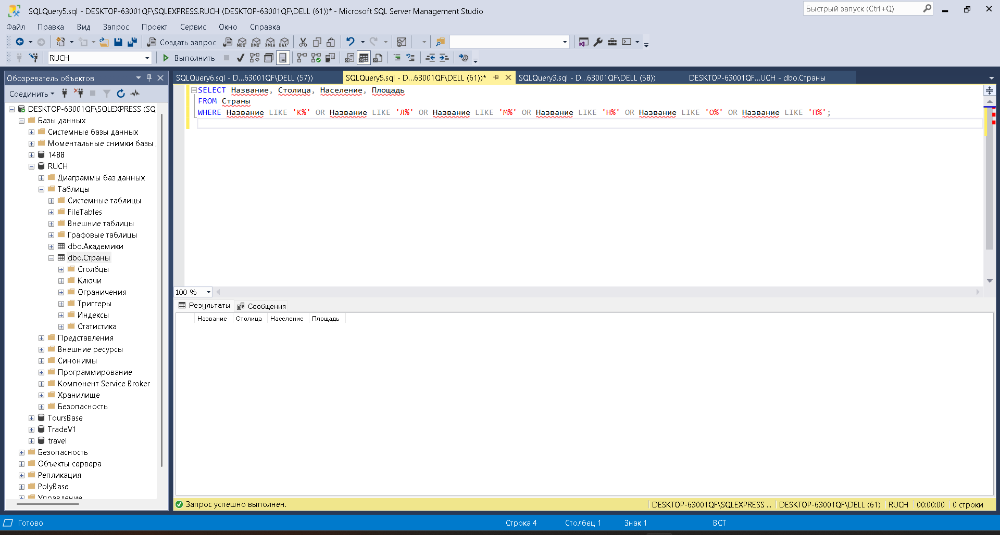 SQLQuery5.sql - DESKTOP-63001QF\SQLEXPRESS.RUCH (DESKTOP-63001QF\DELL (61))* - Microsoft SQL Server Management Studio
Быстрый запуск (Ctrl+Q)
Файл Правка Вид Запрос Проект Сервис Окно Справка
Создать запрос MDX DMX XMLA DAX
RUCH Выполнить
Обозреватель объектов
SQLQuery6.sql - D...63001QF\DELL (57)) SQLQuery5.sql - D...63001QF\DELL (61))* SQLQuery3.sql - D...63001QF\DELL (58)) DESKTOP-63001QF...UCH - dbo.Страны
Соединить
DESKTOP-63001QF\SQLEXPRESS (SQ
Базы данных
Системные базы данных
Моментальные снимки базы
1488
RUCH
Диаграммы баз данных
Таблицы
Системные таблицы
FileTables
Внешние таблицы
Графовые таблицы
dbo.Академики
dbo.Страны
Столбцы
Ключи
Ограничения
Триггеры
Индексы
Статистика
Представления
Внешние ресурсы
Синонимы
Программирование
Компонент Service Broker
Хранилище
Безопасность
ToursBase
TradeV1
travel
Безопасность
Объекты сервера
Репликация
PolyBase
Управление
SELECT Название, Столица, Население, Площадь
FROM Страны
WHERE Название LIKE 'К%' OR Название LIKE 'Л%' OR Название LIKE 'М%' OR Название LIKE 'Н%' OR Название LIKE 'О%' OR Название LIKE 'П%';
100 %
Результаты Сообщения
Название Столица Население Площадь
Запрос успешно выполнен. DESKTOP-63001QF\SQLEXPRESS ... DESKTOP-63001QF\DELL (61) RUCH 00:00:00 0 строки
Готово Строка 4 Столбец 1 Знак 1 ВСТ